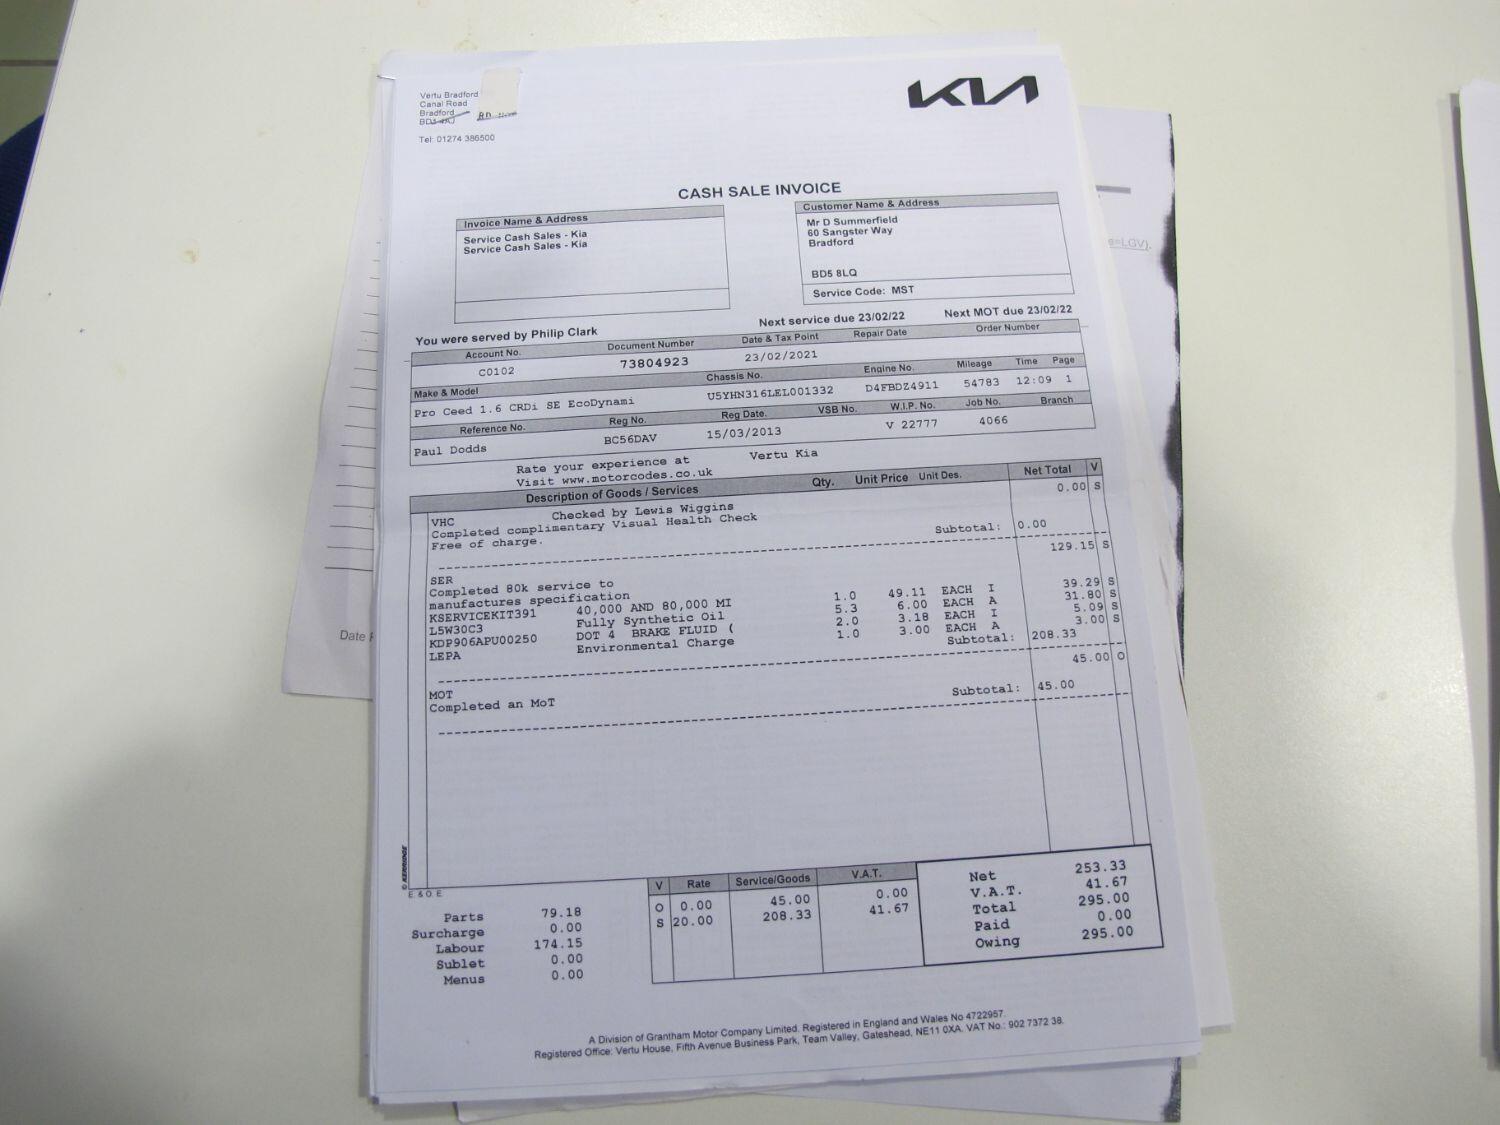 Vertu Bradford
Canal Road
Bradford
BD1 4AJ
BD
Tel: 01274 386500
KIA
CASH SALE INVOICE
Invoice Name & Address
Service Cash Sales - Kia
Service Cash Sales - Kia
Customer Name & Address
Mr D Summerfield
60 Sangster Way
Bradford
BD5 8LQ
Service Code: MST
You were served by Philip Clark Next service due 23/02/22 Next MOT due 23/02/22
Account No. Document Number Date & Tax Point Repair Date Order Number
C0102 73804923 23/02/2021
Make & Model Chassis No. Engine No. Mileage Time Page
Pro Ceed 1.6 CRDi SE EcoDynami U5YHN316LEL001332 D4FBDZ4911 54783 12:09 1
Reference No. Reg No. Reg Date. VSB No. W.I.P. No. Job No. Branch
Paul Dodds BC56DAV 15/03/2013 V 22777 4066
Rate your experience at Vertu Kia
Visit www.motorcodes.co.uk
Description of Goods / Services Qty. Unit Price Unit Des. Net Total V
VHC Checked by Lewis Wiggins 0.00 S
Completed complimentary Visual Health Check
Free of charge. Subtotal: 0.00
SER 129.15 S
Completed 80k service to
manufactures specification
KSERVICEKIT391 40,000 AND 80,000 MI 1.0 49.11 EACH I 39.29 S
L5W30C3 Fully Synthetic Oil 5.3 6.00 EACH A 31.80 S
KDP906APU00250 DOT 4 BRAKE FLUID ( 2.0 3.18 EACH I 5.09 S
LEPA Environmental Charge 1.0 3.00 EACH A 3.00 S
Subtotal: 208.33
MOT 45.00 O
Completed an MoT
Subtotal: 45.00
© KERRIDGE
E. & O. E
Parts 79.18
Surcharge 0.00
Labour 174.15
Sublet 0.00
Menus 0.00
V Rate Service/Goods V.A.T.
O 0.00 45.00 0.00
S 20.00 208.33 41.67
Net 253.33
V.A.T. 41.67
Total 295.00
Paid 0.00
Owing 295.00
A Division of Grantham Motor Company Limited. Registered in England and Wales No 4722957.
Registered Office: Vertu House, Fifth Avenue Business Park, Team Valley, Gateshead, NE11 0XA. VAT No.: 902 7372 38.
=LGV).
Date